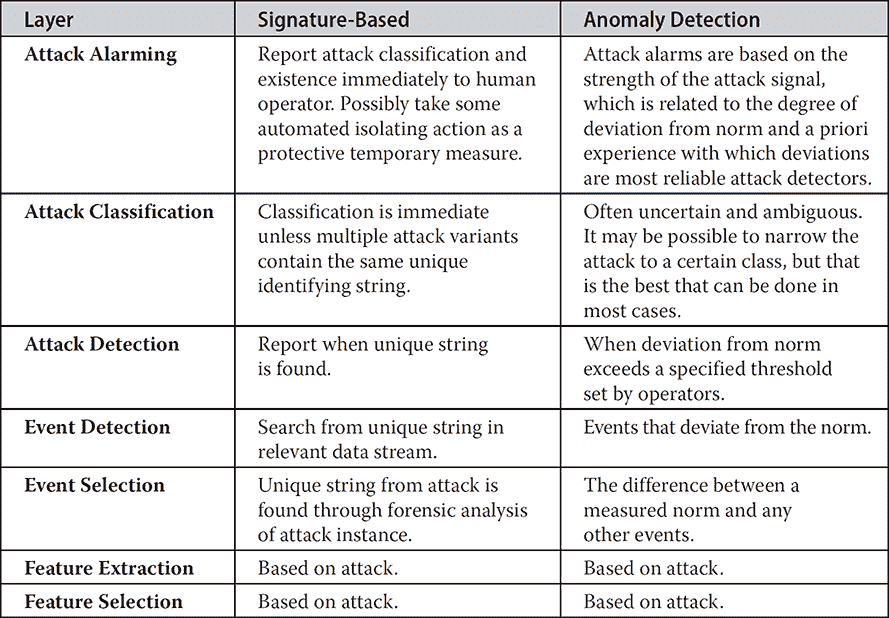 Layer
Signature-Based
Anomaly Detection
Attack Alarming
Report attack classification and
existence immediately to human
operator. Possibly take some
automated isolating action as a
protective temporary measure.
Attack alarms are based on the
strength of the attack signal,
which is related to the degree of
deviation from norm and a priori
experience with which deviations
are most reliable attack detectors.
Attack Classification
Classification is immediate
unless multiple attack variants
contain the same unique
identifying string.
Often uncertain and ambiguous.
It may be possible to narrow the
attack to a certain class, but that
is the best that can be done in
most cases.
Attack Detection
Report when unique string
is found.
When deviation from norm
exceeds a specified threshold
set by operators.
Event Detection
Search from unique string in
relevant data stream.
Events that deviate from the norm.
Event Selection
Unique string from attack is
found through forensic analysis
of attack instance.
The difference between a
measured norm and any
other events.
Feature Extraction
Based on attack.
Based on attack.
Feature Selection
Based on attack.
Based on attack.